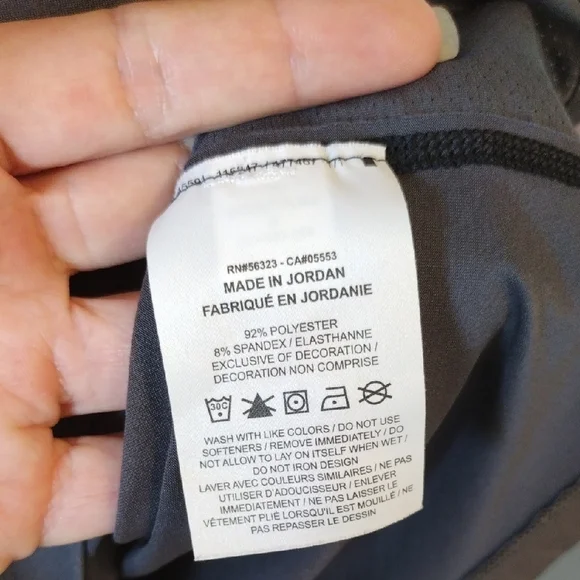 RN#56323 - CA#05553
MADE IN JORDAN
FABRIQUÉ EN JORDANIE
92% POLYESTER
8% SPANDEX / ELASTHANNE
EXCLUSIVE OF DECORATION /
DECORATION NON COMPRISE
30C
WASH WITH LIKE COLORS / DO NOT USE
SOFTENERS / REMOVE IMMEDIATELY / DO
NOT ALLOW TO LAY ON ITSELF WHEN WET /
DO NOT IRON DESIGN
LAVER AVEC COULEURS SIMILAIRES / NE PAS
UTILISER D'ADOUCISSEUR / ENLEVER
IMMÉDIATEMENT / NE PAS LAISSER LE
VÊTEMENT PLIÉ LORSQU'IL EST MOUILLÉ / NE
PAS REPASSER LE DESSIN